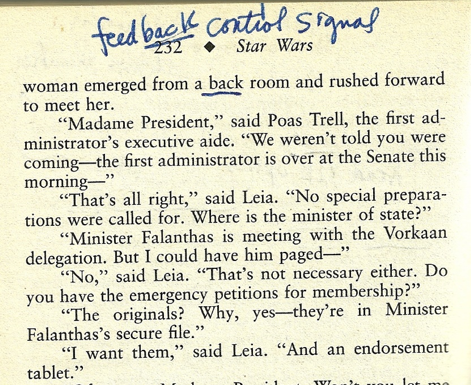 feedback control signal
232 ◆ Star Wars
woman emerged from a back room and rushed forward
to meet her.
“Madame President,” said Poas Trell, the first ad-
ministrator’s executive aide. “We weren’t told you were
coming—the first administrator is over at the Senate this
morning—”
“That’s all right,” said Leia. “No special prepara-
tions were called for. Where is the minister of state?”
“Minister Falanthas is meeting with the Vorkaan
delegation. But I could have him paged—”
“No,” said Leia. “That’s not necessary either. Do
you have the emergency petitions for membership?”
“The originals? Why, yes—they’re in Minister
Falanthas’s secure file.”
“I want them,” said Leia. “And an endorsement
tablet.”